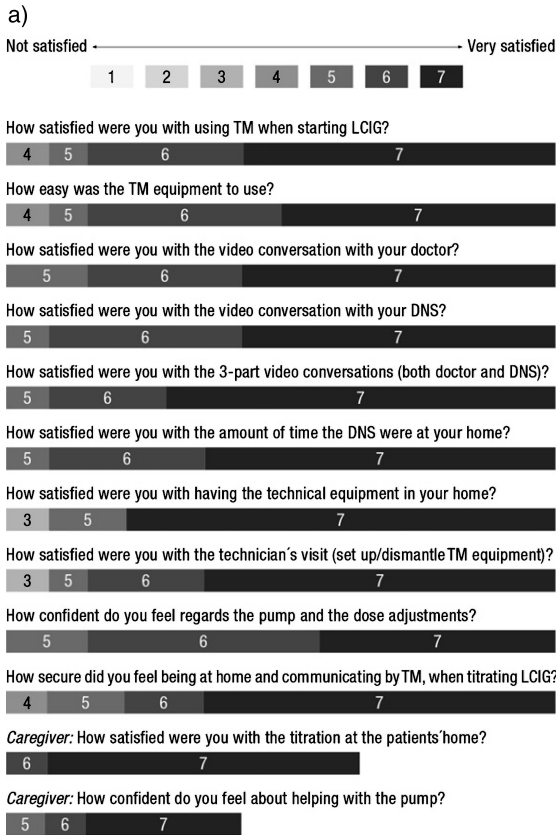 a)
Not satisfied Very satisfied
1 2 3 4 5 6 7
How satisfied were you with using TM when starting LCIG?
4 5 6 7
How easy was the TM equipment to use?
4 5 6 7
How satisfied were you with the video conversation with your doctor?
5 6 7
How satisfied were you with the video conversation with your DNS?
5 6 7
How satisfied were you with the 3-part video conversations (both doctor and DNS)?
5 6 7
How satisfied were you with the amount of time the DNS were at your home?
5 6 7
How satisfied were you with having the technical equipment in your home?
3 5 7
How satisfied were you with the technician´s visit (set up/dismantle TM equipment)?
3 5 6 7
How confident do you feel regards the pump and the dose adjustments?
5 6 7
How secure did you feel being at home and communicating by TM, when titrating LCIG?
4 5 6 7
Caregiver: How satisfied were you with the titration at the patients´home?
6 7
Caregiver: How confident do you feel about helping with the pump?
5 6 7